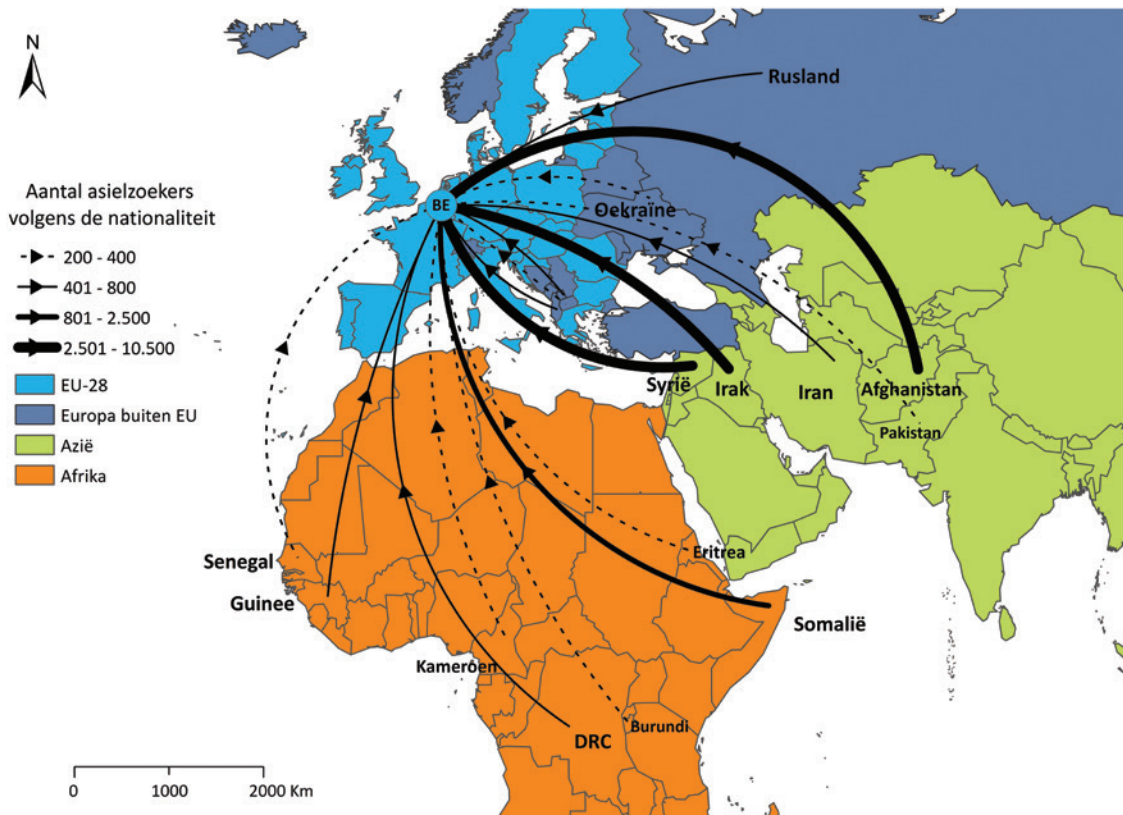 N
Aantal asielzoekers
volgens de nationaliteit
200 - 400
401 - 800
801 - 2.500
2.501 - 10.500
EU-28
Europa buiten EU
Azië
Afrika
Rusland
BE
Oekraïne
Syrië
Irak
Iran
Afghanistan
Pakistan
Eritrea
Senegal
Guinee
Somalië
Kameroen
Burundi
DRC
0
1000
2000 Km